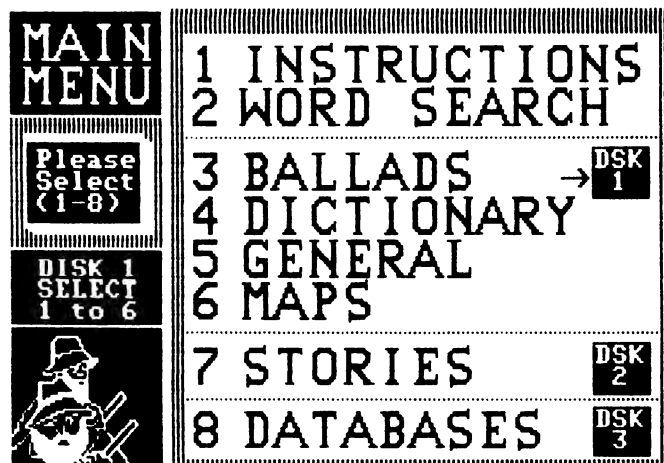 MAIN
MENU
Please
Select
(1-8)
DISK 1
SELECT
1 to 6
1 INSTRUCTIONS
2 WORD SEARCH
3 BALLADS → DSK 1
4 DICTIONARY
5 GENERAL
6 MAPS
7 STORIES DSK 2
8 DATABASES DSK 3